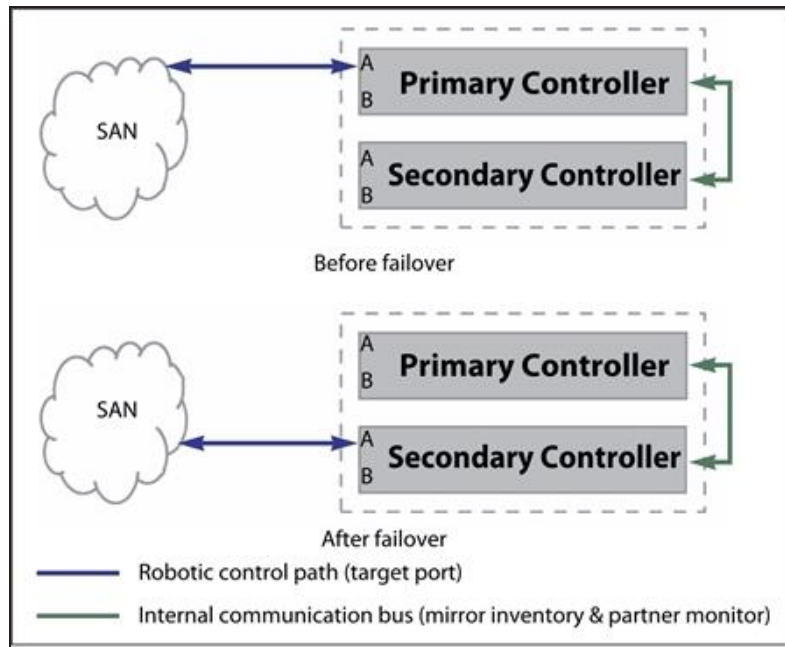 SAN
A
Primary Controller
B
A
Secondary Controller
B
Before failover
SAN
A
Primary Controller
B
A
Secondary Controller
B
After failover
Robotic control path (target port)
Internal communication bus (mirror inventory & partner monitor)